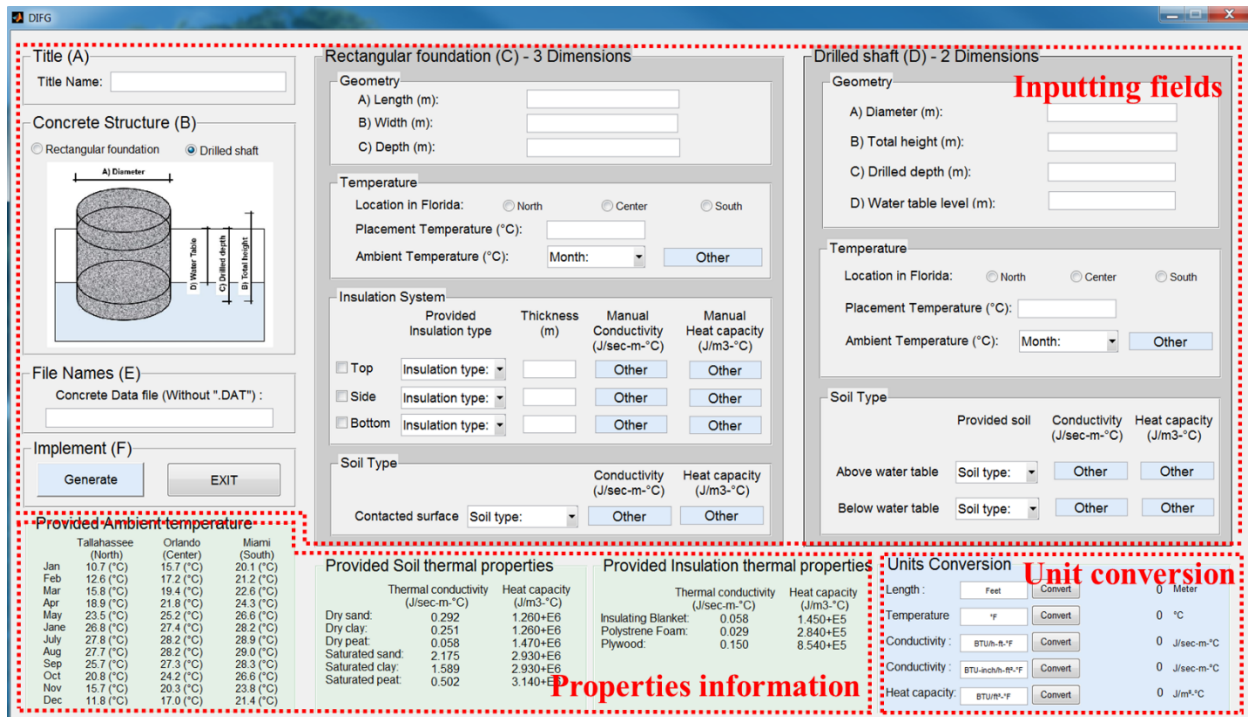 DIFG
Title (A)
Title Name:
Concrete Structure (B)
Rectangular foundation Drilled shaft
A) Diameter
D) Water Table
C) Drilled depth
B) Total height
File Names (E)
Concrete Data file (Without ".DAT") :
Implement (F)
Generate EXIT
Rectangular foundation (C) - 3 Dimensions
Geometry
A) Length (m):
B) Width (m):
C) Depth (m):
Temperature
Location in Florida: North Center South
Placement Temperature (°C):
Ambient Temperature (°C): Month: Other
Insulation System
Provided Thickness Manual Manual
Insulation type (m) Conductivity Heat capacity
(J/sec-m-°C) (J/m3-°C)
Top Insulation type: Other Other
Side Insulation type: Other Other
Bottom Insulation type: Other Other
Soil Type
Conductivity Heat capacity
(J/sec-m-°C) (J/m3-°C)
Contacted surface Soil type: Other Other
Drilled shaft (D) - 2 Dimensions
Inputting fields
Geometry
A) Diameter (m):
B) Total height (m):
C) Drilled depth (m):
D) Water table level (m):
Temperature
Location in Florida: North Center South
Placement Temperature (°C):
Ambient Temperature (°C): Month: Other
Soil Type
Provided soil Conductivity Heat capacity
(J/sec-m-°C) (J/m3-°C)
Above water table Soil type: Other Other
Below water table Soil type: Other Other
Provided Ambient temperature
Tallahassee Orlando Miami
(North) (Center) (South)
Jan 10.7 (°C) 15.7 (°C) 20.1 (°C)
Feb 12.6 (°C) 17.2 (°C) 21.2 (°C)
Mar 15.8 (°C) 19.4 (°C) 22.6 (°C)
Apr 18.9 (°C) 21.8 (°C) 24.3 (°C)
May 23.5 (°C) 25.2 (°C) 26.6 (°C)
Jane 26.8 (°C) 27.4 (°C) 28.2 (°C)
July 27.8 (°C) 28.2 (°C) 28.9 (°C)
Aug 27.7 (°C) 28.2 (°C) 29.0 (°C)
Sep 25.7 (°C) 27.3 (°C) 28.3 (°C)
Oct 20.8 (°C) 24.2 (°C) 26.6 (°C)
Nov 15.7 (°C) 20.3 (°C) 23.8 (°C)
Dec 11.8 (°C) 17.0 (°C) 21.4 (°C)
Provided Soil thermal properties
Thermal conductivity Heat capacity
(J/sec-m-°C) (J/m3-°C)
Dry sand: 0.292 1.260+E6
Dry clay: 0.251 1.260+E6
Dry peat: 0.058 1.470+E6
Saturated sand: 2.175 2.930+E6
Saturated clay: 1.589 2.930+E6
Saturated peat: 0.502 3.140+E6
Provided Insulation thermal properties
Thermal conductivity Heat capacity
(J/sec-m-°C) (J/m3-°C)
Insulating Blanket: 0.058 1.450+E5
Polystrene Foam: 0.029 2.840+E5
Plywood: 0.150 8.540+E5
Properties information
Units Conversion
Unit conversion
Length : Feet Convert 0 Meter
Temperature °F Convert 0 °C
Conductivity : BTU/h-ft-°F Convert 0 J/sec-m-°C
Conductivity : BTU-inch/h-ft²-°F Convert 0 J/sec-m-°C
Heat capacity: BTU/ft³-°F Convert 0 J/m³-°C